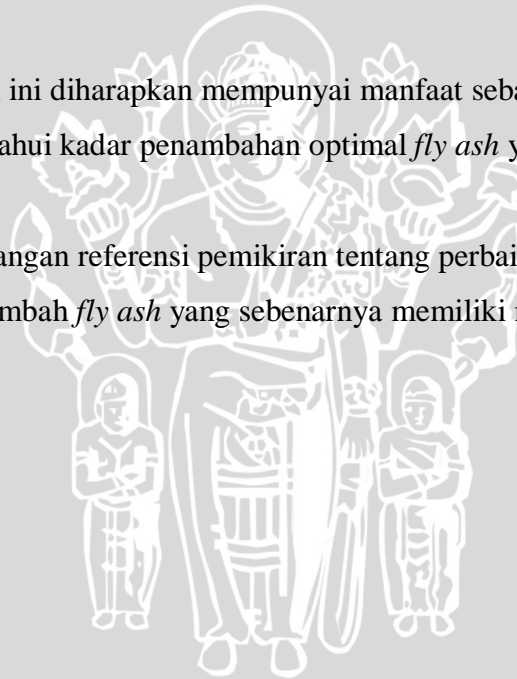 ini diharapkan mempunyai manfaat seba
ahui kadar penambahan optimal fly ash y
angan referensi pemikiran tentang perbai
mbah fly ash yang sebenarnya memiliki